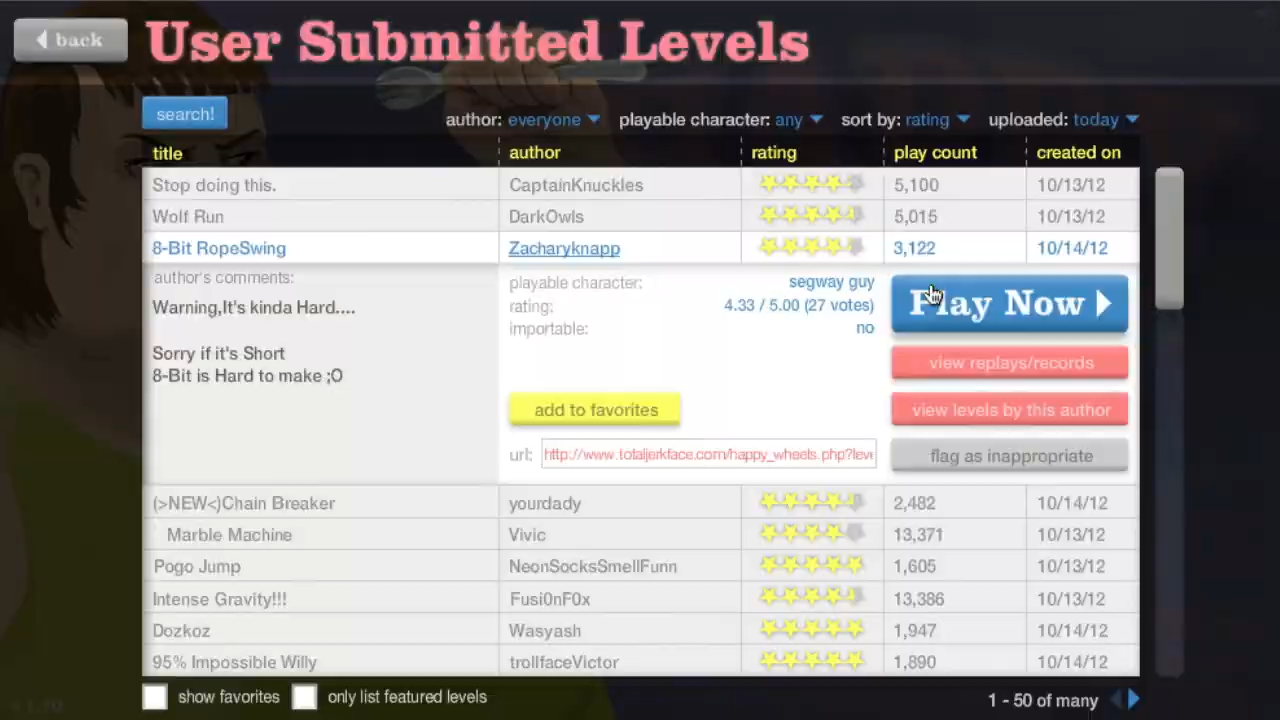 back
User Submitted Levels
search!
author: everyone playable character: any sort by: rating uploaded: today
title author rating play count created on
Stop doing this. CaptainKnuckles 5,100 10/13/12
Wolf Run DarkOwls 5,015 10/13/12
8-Bit RopeSwing Zacharyknapp 3,122 10/14/12
author's comments:
Warning,It's kinda Hard....
Sorry if it's Short
8-Bit is Hard to make ;O
playable character: segway guy
rating: 4.33 / 5.00 (27 votes)
importable: no
add to favorites
url: http://www.totaljerkface.com/happy_wheels.php?leve
Play Now
view replays/records
view levels by this author
flag as inappropriate
(>NEW<)Chain Breaker yourdady 2,482 10/14/12
Marble Machine Vivic 13,371 10/13/12
Pogo Jump NeonSocksSmellFunn 1,605 10/13/12
Intense Gravity!!! Fusi0nF0x 13,386 10/13/12
Dozkoz Wasyash 1,947 10/14/12
95% Impossible Willy trollfaceVictor 1,890 10/14/12
show favorites only list featured levels
1 - 50 of many